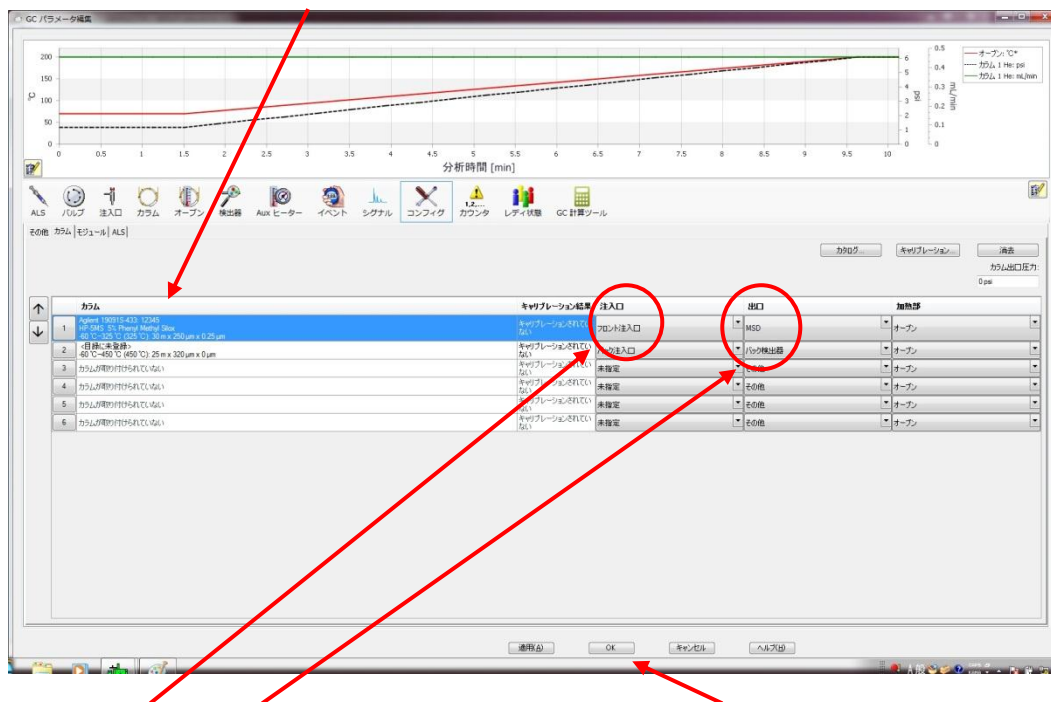 GC パラメータ編集
200
150
100
50
0
℃
0 0.5 1 1.5 2 2.5 3 3.5 4 4.5 5 5.5 6 6.5 7 7.5 8 8.5 9 9.5 10
分析時間 [min]
6
5
4
3
2
1
0
psi
0.5
0.4
0.3
0.2
0.1
0
mL/min
オーブン: ℃*
カラム 1 He: psi
カラム 1 He: mL/min
ALS バルブ 注入口 カラム オーブン 検出器 Aux ヒーター イベント シグナル コンフィグ カウンタ レディ状態 GC 計算ツール
その他 カラム モジュール ALS
カタログ... キャリブレーション... 消去
カラム出口圧力:
0 psi
カラム キャリブレーション結果 注入口 出口 加熱部
1 Agilent 19091S-433: 12345
HP-5MS 5% Phenyl Methyl Silox
-60 ℃-325 ℃ (325 ℃): 30 m x 250 µm x 0.25 µm
キャリブレーションされていない フロント注入口 MSD オーブン
2 <目録に未登録>
-60 ℃-450 ℃ (450 ℃): 25 m x 320 µm x 0 µm
キャリブレーションされていない バック注入口 バック検出器 オーブン
3 カラムが取り付けられていない キャリブレーションされていない 未指定 その他 オーブン
4 カラムが取り付けられていない キャリブレーションされていない 未指定 その他 オーブン
5 カラムが取り付けられていない キャリブレーションされていない 未指定 その他 オーブン
6 カラムが取り付けられていない キャリブレーションされていない 未指定 その他 オーブン
適用(A) OK キャンセル ヘルプ(H)
A 般